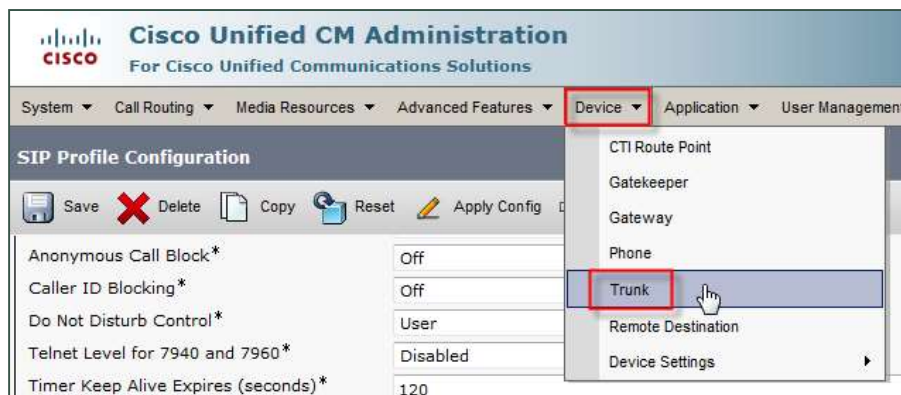 Cisco Unified CM Administration
CISCO
For Cisco Unified Communications Solutions
System Call Routing Media Resources Advanced Features Device Application User Managemen
SIP Profile Configuration
Save Delete Copy Reset Apply Config
CTI Route Point
Gatekeeper
Gateway
Phone
Trunk
Remote Destination
Device Settings
Anonymous Call Block* Off
Caller ID Blocking* Off
Do Not Disturb Control* User
Telnet Level for 7940 and 7960* Disabled
Timer Keep Alive Expires (seconds)* 120